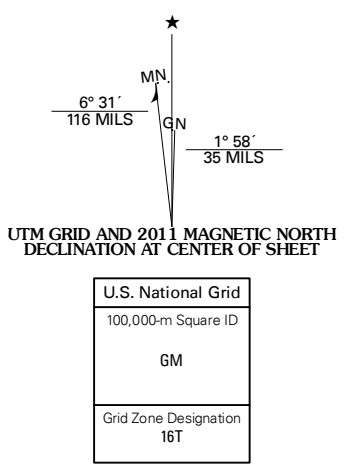 ★
MN.
6° 31´
116 MILS
GN
1° 58´
35 MILS
UTM GRID AND 2011 MAGNETIC NORTH
DECLINATION AT CENTER OF SHEET
U.S. National Grid
100,000-m Square ID
GM
Grid Zone Designation
16T